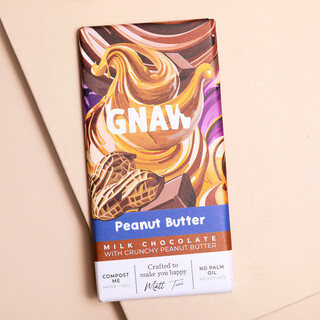 GNAW
Peanut Butter
MILK CHOCOLATE
WITH CRUNCHY PEANUT BUTTER
COMPOST
ME
Crafted to
make you happy
NO PALM
OIL